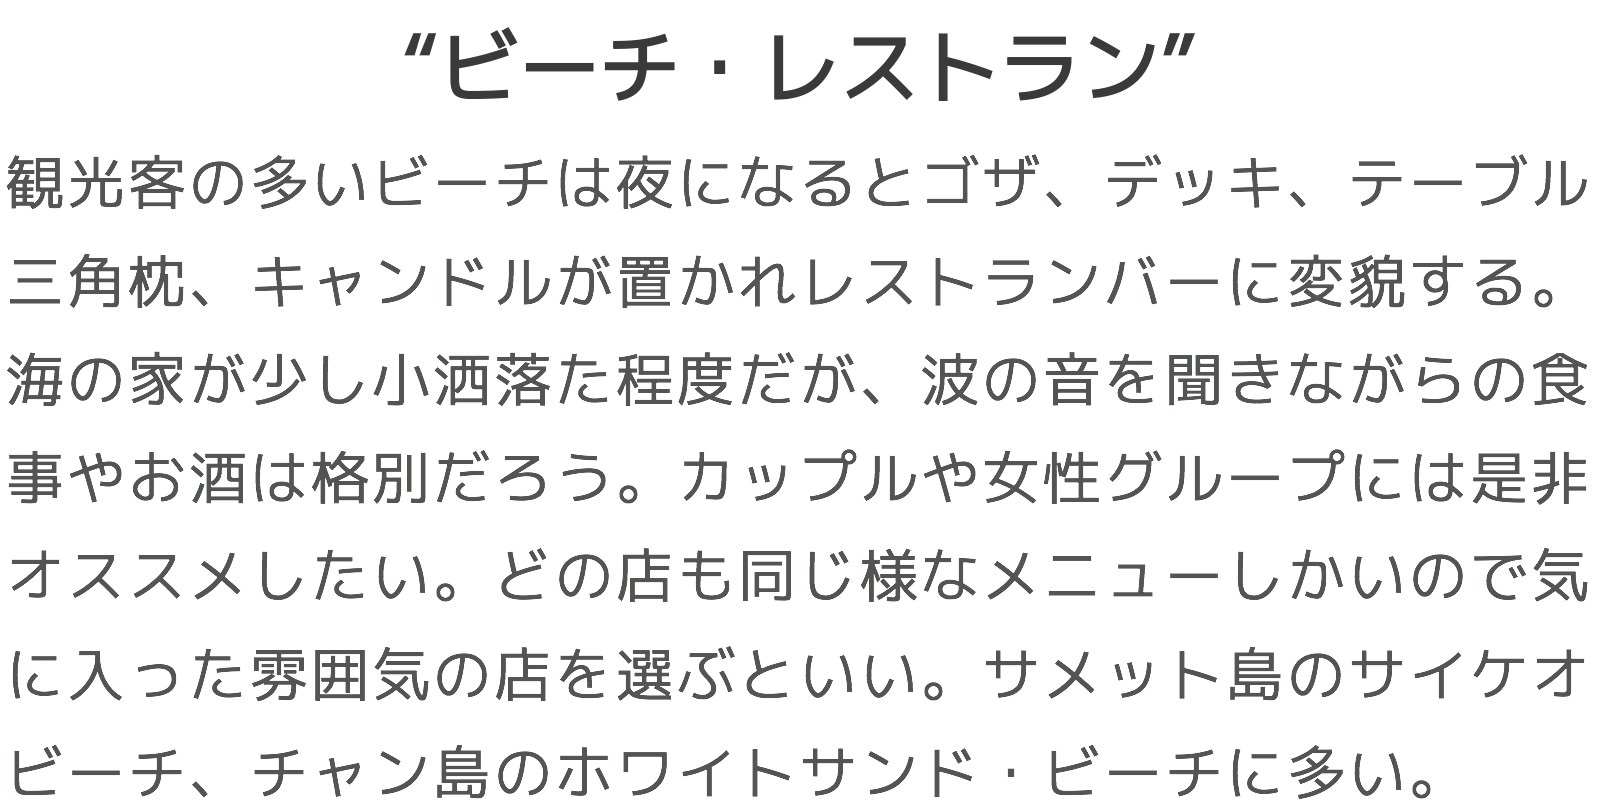 “ビーチ・レストラン”
観光客の多いビーチは夜になるとゴザ、デッキ、テーブル
三角枕、キャンドルが置かれレストランバーに変貌する。
海の家が少し小洒落た程度だが、波の音を聞きながらの食
事やお酒は格別だろう。カップルや女性グループには是非
オススメしたい。どの店も同じ様なメニューしかいので気
に入った雰囲気の店を選ぶといい。サメット島のサイケオ
ビーチ、チャン島のホワイトサンド・ビーチに多い。